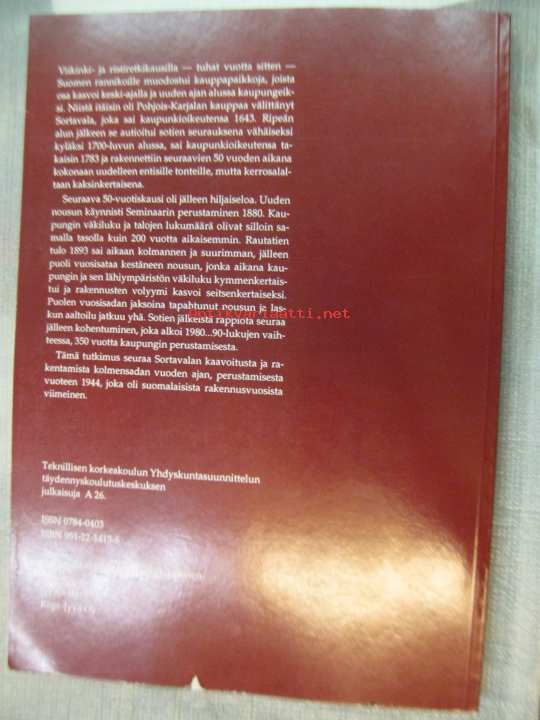 Viikinki- ja ristiretkikausilla — tuhat vuotta sitten —
Suomen rannikoille muodostui kauppapaikkoja, joista
osa kasvoi keski-ajalla ja uuden ajan alussa kaupungeik-
si. Niistä itäisin oli Pohjois-Karjalan kauppaa välittänyt
Sortavala, joka sai kaupunkioikeutensa 1643. Ripeän
alun jälkeen se autioitui sotien seurauksena vähäiseksi
kyläksi 1700-luvun alussa, sai kaupunkioikeutensa ta-
kaisin 1783 ja rakennettiin seuraavien 50 vuoden aikana
kokonaan uudelleen entisille tonteille, mutta kerrosalal-
taan kaksinkertaisena.
Seuraava 50-vuotiskausi oli jälleen hiljaiseloa. Uuden
nousun käynnisti Seminaarin perustaminen 1880. Kau-
pungin väkiluku ja talojen lukumäärä olivat silloin sa-
malla tasolla kuin 200 vuotta aikaisemmin. Rautatien
tulo 1893 sai aikaan kolmannen ja suurimman, jälleen
puoli vuosisataa kestäneen nousun, jonka aikana kau-
pungin ja sen lähiympäristön väkiluku kymmenkertais-
tui ja rakennusten volyymi kasvoi seitsenkertaiseksi.
Puolen vuosisadan jaksoina tapahtunut nousun ja las-
kun aaltoilu jatkuu yhä. Sotien jälkeistä rappiota seuraa
jälleen kohentuminen, joka alkoi 1980...90-lukujen vaih-
teessa, 350 vuotta kaupungin perustamisesta.
Tämä tutkimus seuraa Sortavalan kaavoitusta ja ra-
kentamista kolmensadan vuoden ajan, perustamisesta
vuoteen 1944, joka oli suomalaisista rakennusvuosista
viimeinen.
antikvariaatti.net
Teknillisen korkeakoulun Yhdyskuntasuunnittelun
täydennyskoulutuskeskuksen
julkaisuja A 26.
ISSN 0784-0403
ISBN 951-22-1413-6